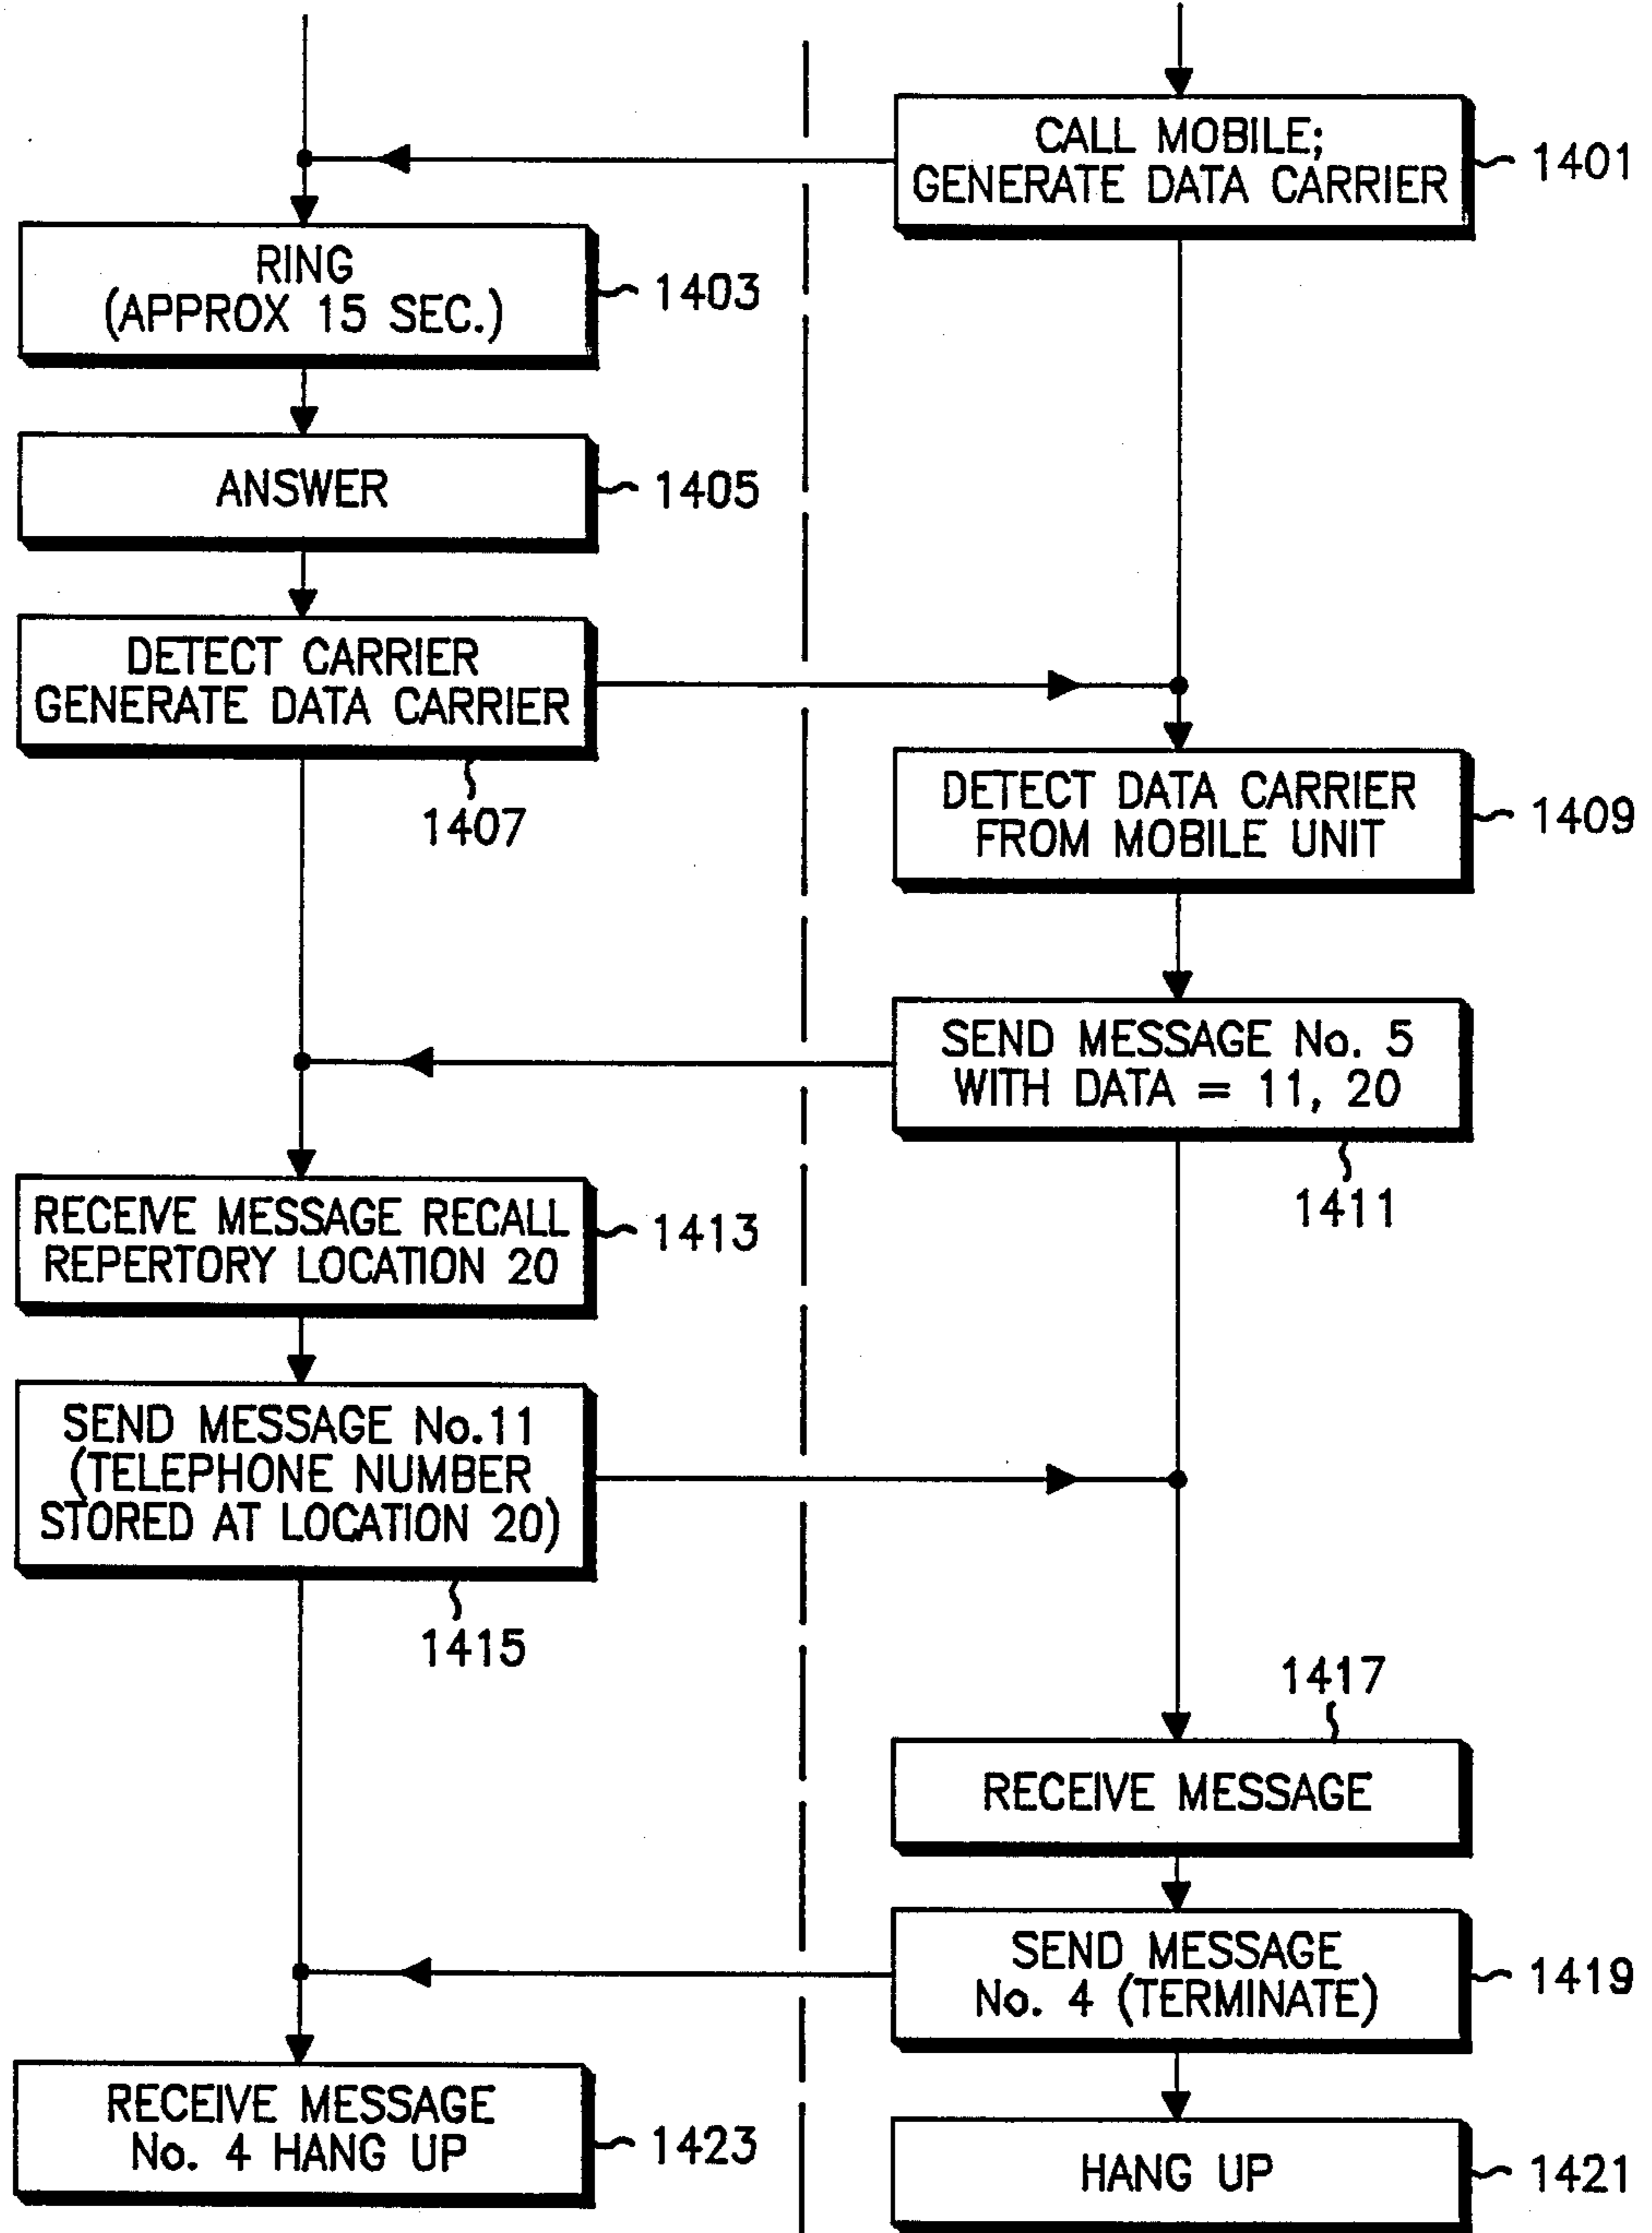 CALL MOBILE;
GENERATE DATA CARRIER
1401
RING
(APPROX 15 SEC.)
1403
ANSWER
1405
DETECT CARRIER
GENERATE DATA CARRIER
1407
DETECT DATA CARRIER
FROM MOBILE UNIT
1409
SEND MESSAGE No. 5
WITH DATA = 11, 20
1411
RECEIVE MESSAGE RECALL
REPERTORY LOCATION 20
1413
SEND MESSAGE No.11
(TELEPHONE NUMBER
STORED AT LOCATION 20)
1415
1417
RECEIVE MESSAGE
SEND MESSAGE
No. 4 (TERMINATE)
1419
RECEIVE MESSAGE
No. 4 HANG UP
1423
HANG UP
1421